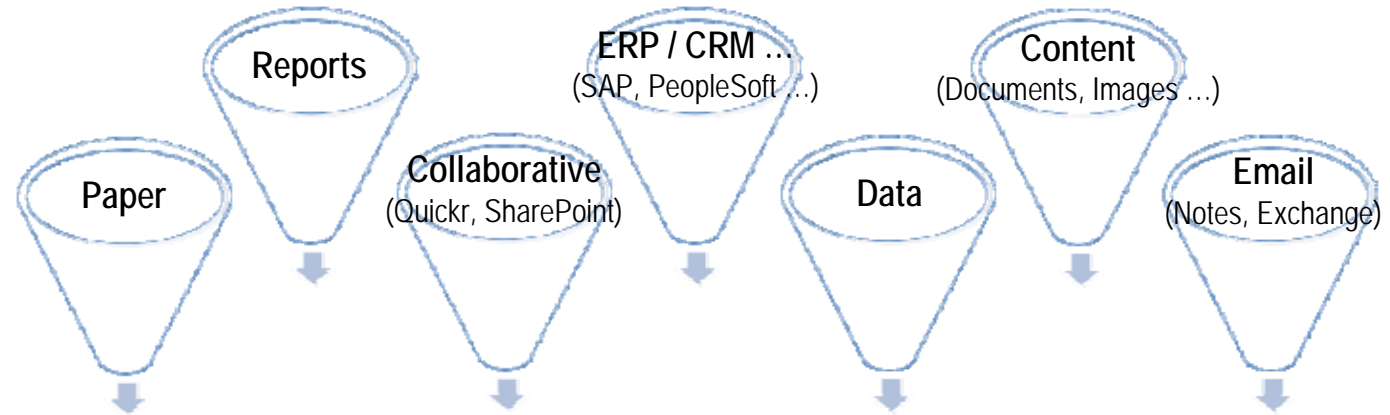 Reports
ERP / CRM ...
(SAP, PeopleSoft ...)
Content
(Documents, Images ...)
Paper
Collaborative
(Quickr, SharePoint)
Data
Email
(Notes, Exchange)